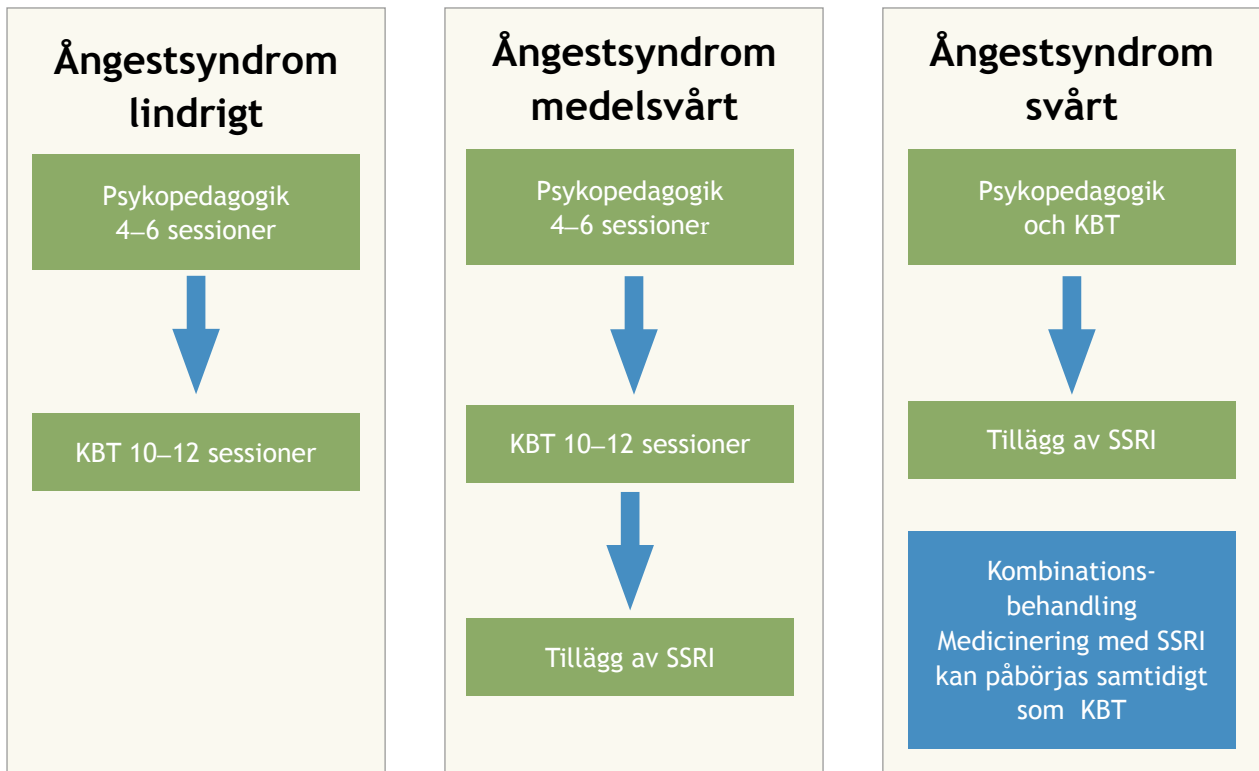 Ångestsyndrom
lindrigt
Psykopedagogik
4–6 sessioner
KBT 10–12 sessioner
Ångestsyndrom
medelsvårt
Psykopedagogik
4–6 sessioner
KBT 10–12 sessioner
Tillägg av SSRI
Ångestsyndrom
svårt
Psykopedagogik
och KBT
Tillägg av SSRI
Kombinations-
behandling
Medicinering med SSRI
kan påbörjas samtidigt
som KBT